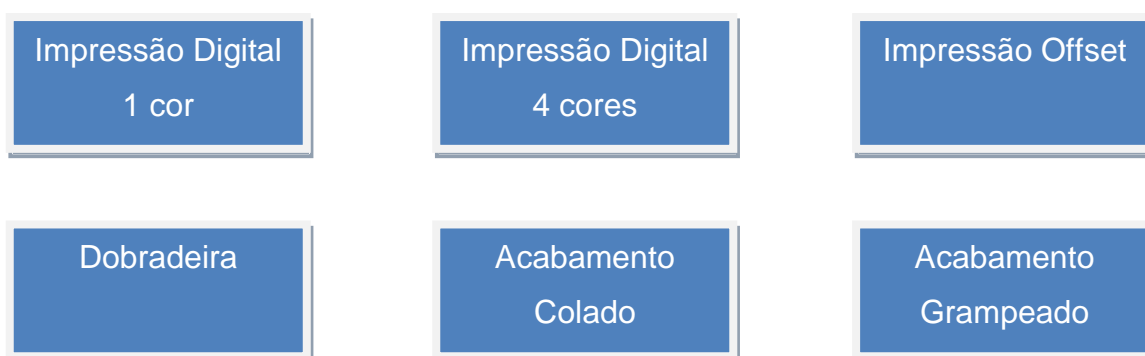 Impressão Digital
1 cor
Impressão Digital
4 cores
Impressão Offset
Dobradeira
Acabamento
Colado
Acabamento
Grampeado